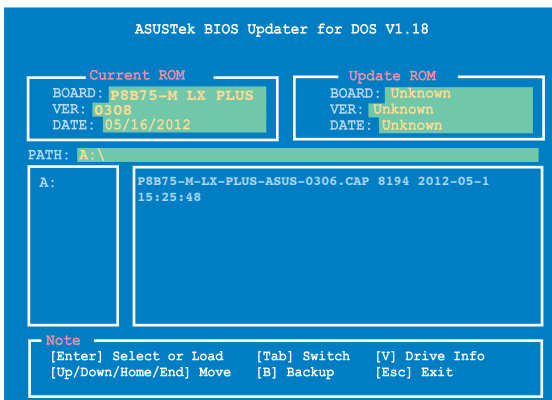 ASUSTek BIOS Updater for DOS V1.18
Current ROM
BOARD: P8B75-M LX PLUS
VER: 0308
DATE: 05/16/2012
Update ROM
BOARD: Unknown
VER: Unknown
DATE: Unknown
PATH: A:\
A:
P8B75-M-LX-PLUS-ASUS-0306.CAP 8194 2012-05-1
15:25:48
Note
[Enter] Select or Load [Tab] Switch [V] Drive Info
[Up/Down/Home/End] Move [B] Backup [Esc] Exit